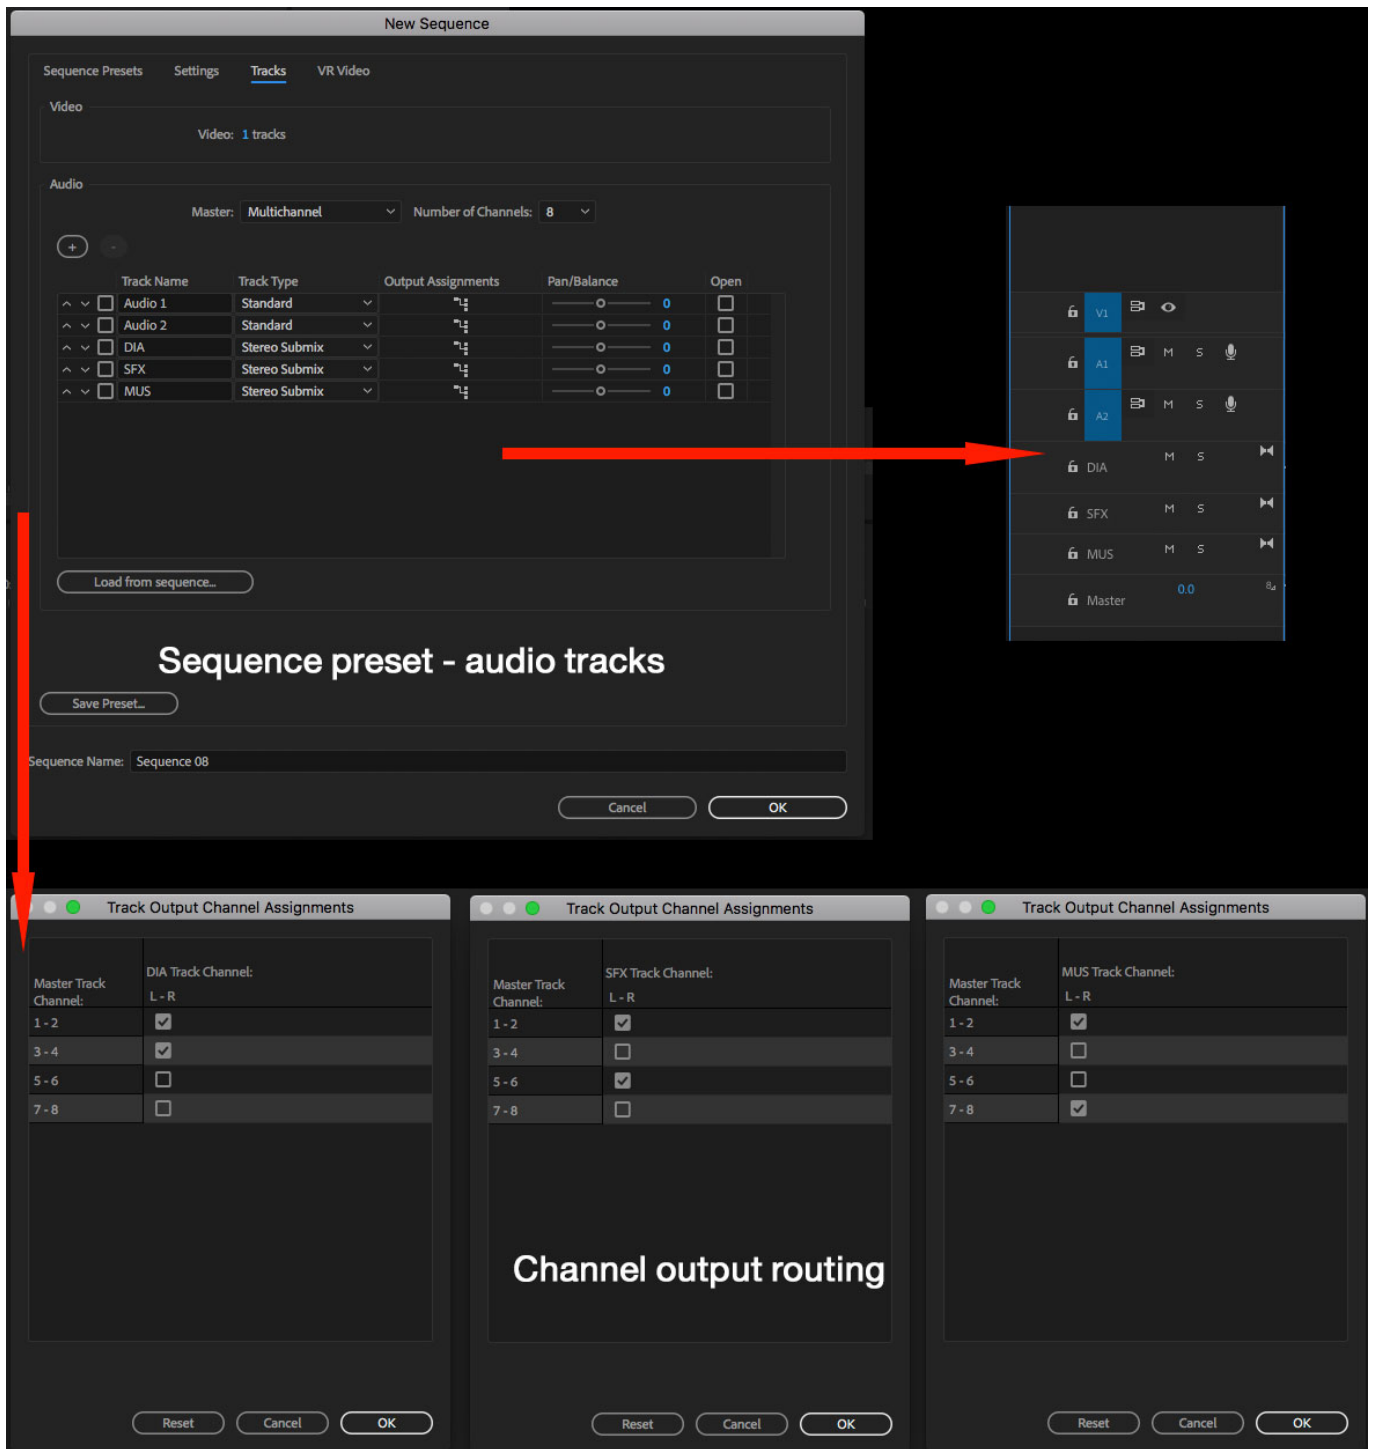 New Sequence
Sequence Presets Settings Tracks VR Video
Video
Video: 1 tracks
Audio
Master: Multichannel Number of Channels: 8
+ -
Track Name Track Type Output Assignments Pan/Balance Open
Audio 1 Standard 0
Audio 2 Standard 0
DIA Stereo Submix 0
SFX Stereo Submix 0
MUS Stereo Submix 0
Load from sequence...
Sequence preset - audio tracks
Save Preset...
Sequence Name: Sequence 08
Cancel OK
V1
A1 M S
A2 M S
DIA M S
SFX M S
MUS M S
Master 0.0 8
Track Output Channel Assignments
Master Track
Channel:
DIA Track Channel:
L - R
1 - 2
3 - 4
5 - 6
7 - 8
Reset Cancel OK
Track Output Channel Assignments
Master Track
Channel:
SFX Track Channel:
L - R
1 - 2
3 - 4
5 - 6
7 - 8
Channel output routing
Reset Cancel OK
Track Output Channel Assignments
Master Track
Channel:
MUS Track Channel:
L - R
1 - 2
3 - 4
5 - 6
7 - 8
Reset Cancel OK